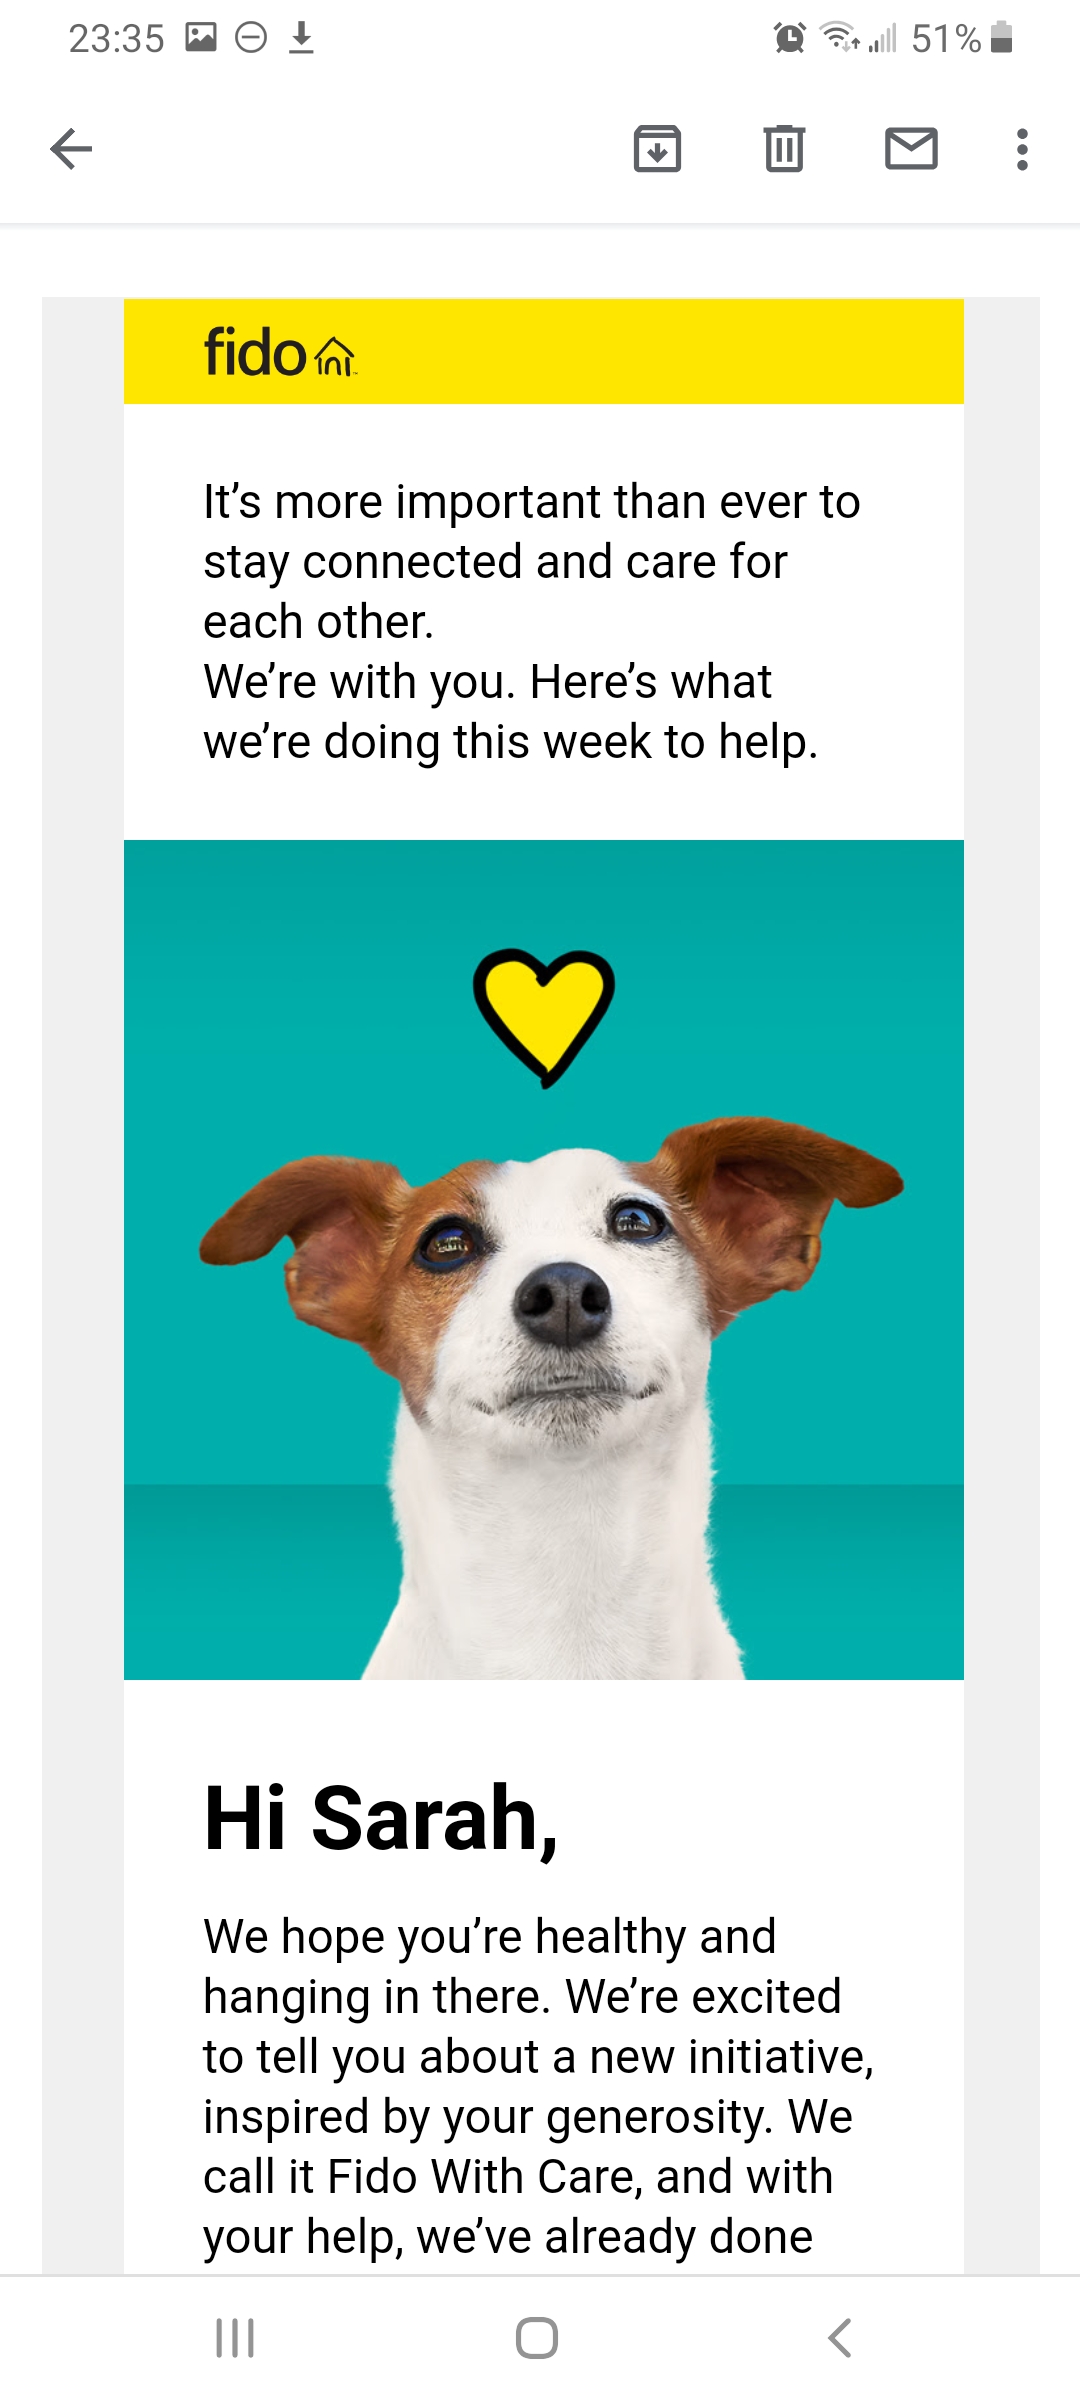 23:35
51%
fido
It’s more important than ever to
stay connected and care for
each other.
We’re with you. Here’s what
we’re doing this week to help.
Hi Sarah,
We hope you’re healthy and
hanging in there. We’re excited
to tell you about a new initiative,
inspired by your generosity. We
call it Fido With Care, and with
your help, we’ve already done